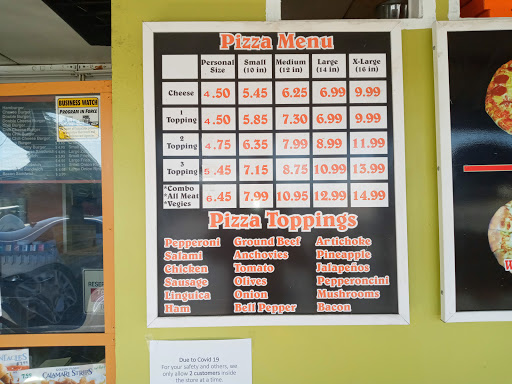 Pizza Menu
Personal Size Small (10 in) Medium (12 in) Large (14 in) X-Large (16 in)
Cheese 4.50 5.45 6.25 6.99 9.99
1 Topping 4.50 5.85 7.30 6.99 9.99
2 Topping 4.75 6.35 7.99 8.99 11.99
3 Topping 5.45 7.15 8.75 10.99 13.99
*Combo *All Meat *Vegies 6.45 7.99 10.95 12.99 14.99
Pizza Toppings
Pepperoni Ground Beef Artichoke
Salami Anchovies Pineapple
Chicken Tomato Jalapeños
Sausage Olives Pepperoncini
Linguica Onion Mushrooms
Ham Bell Pepper Bacon
Due to Covid 19
For your safety and others, we
only allow 2 customers inside
the store at a time.
BUSINESS WATCH
PROGRAM IN FORCE
CALAMARI STRIPS